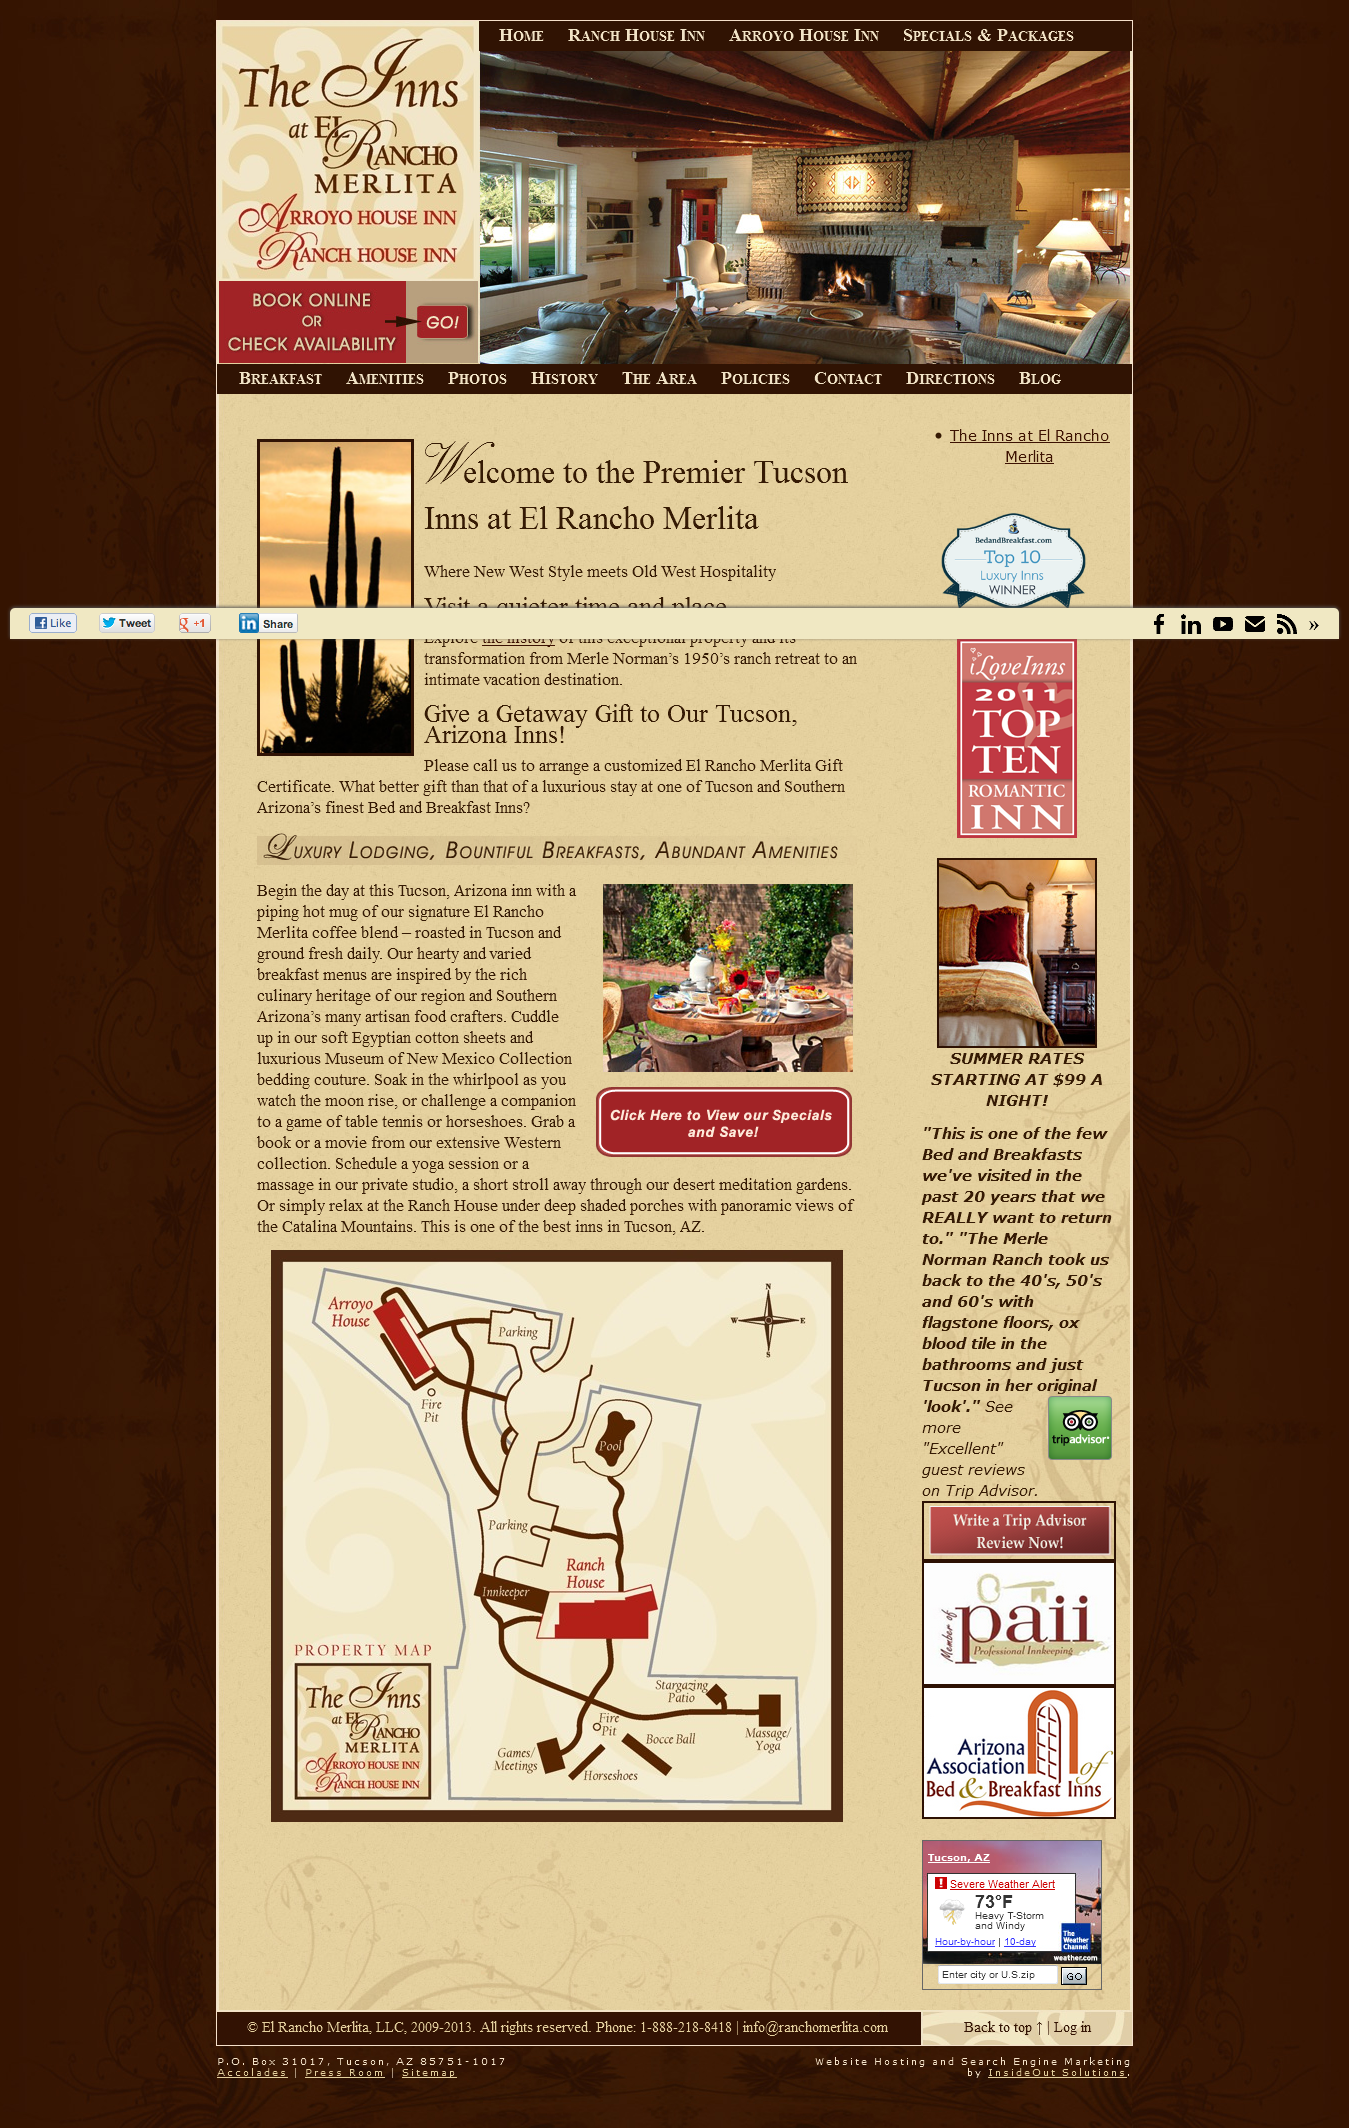 Home Ranch House Inn Arroyo House Inn Specials & Packages
The Inns
at El
Rancho
Merlita
Arroyo House Inn
Ranch House Inn
BOOK ONLINE
OR
CHECK AVAILABILITY
GO!
Breakfast Amenities Photos History The Area Policies Contact Directions Blog
Welcome to the Premier Tucson
Inns at El Rancho Merlita
Where New West Style meets Old West Hospitality
Visit a quieter time and place
Like Tweet +1 Share »
Explore the history of this exceptional property and its
transformation from Merle Norman’s 1950’s ranch retreat to an
intimate vacation destination.
Give a Getaway Gift to Our Tucson,
Arizona Inns!
Please call us to arrange a customized El Rancho Merlita Gift
Certificate. What better gift than that of a luxurious stay at one of Tucson and Southern
Arizona’s finest Bed and Breakfast Inns?
Luxury Lodging, Bountiful Breakfasts, Abundant Amenities
Begin the day at this Tucson, Arizona inn with a
piping hot mug of our signature El Rancho
Merlita coffee blend – roasted in Tucson and
ground fresh daily. Our hearty and varied
breakfast menus are inspired by the rich
culinary heritage of our region and Southern
Arizona’s many artisan food crafters. Cuddle
up in our soft Egyptian cotton sheets and
luxurious Museum of New Mexico Collection
bedding couture. Soak in the whirlpool as you
watch the moon rise, or challenge a companion
to a game of table tennis or horseshoes. Grab a
book or a movie from our extensive Western
collection. Schedule a yoga session or a
massage in our private studio, a short stroll away through our desert meditation gardens.
Or simply relax at the Ranch House under deep shaded porches with panoramic views of
the Catalina Mountains. This is one of the best inns in Tucson, AZ.
Click Here to View our Specials
and Save!
Arroyo
House
Parking
N
W E
S
Fire
Pit
Pool
Parking
Ranch
House
Innkeeper
PROPERTY MAP
The Inns
at El
Rancho
Merlita
Arroyo House Inn
Ranch House Inn
Stargazing
Patio
Fire
Pit
Bocce Ball
Massage/
Yoga
Games/
Meetings
Horseshoes
The Inns at El Rancho
Merlita
BedandBreakfast.com
Top 10
Luxury Inns
WINNER
iLoveInns
2011
TOP
TEN
ROMANTIC
INN
SUMMER RATES
STARTING AT $99 A
NIGHT!
"This is one of the few
Bed and Breakfasts
we've visited in the
past 20 years that we
REALLY want to return
to." "The Merle
Norman Ranch took us
back to the 40's, 50's
and 60's with
flagstone floors, ox
blood tile in the
bathrooms and just
Tucson in her original
'look'." See
more
"Excellent"
guest reviews
on Trip Advisor.
tripadvisor
Write a Trip Advisor
Review Now!
Member of
paii
Professional Innkeeping
Arizona
Association of
Bed & Breakfast Inns
Tucson, AZ
! Severe Weather Alert
73°F
Heavy T-Storm
and Windy
Hour-by-hour | 10-day
The
Weather
Channel
weather.com
Enter city or U.S.zip GO
© El Rancho Merlita, LLC, 2009-2013. All rights reserved. Phone: 1-888-218-8418 | info@ranchomerlita.com
Back to top ↑ | Log in
P.O. Box 31017, Tucson, AZ 85751-1017
Accolades | Press Room | Sitemap
Website Hosting and Search Engine Marketing
by InsideOut Solutions.